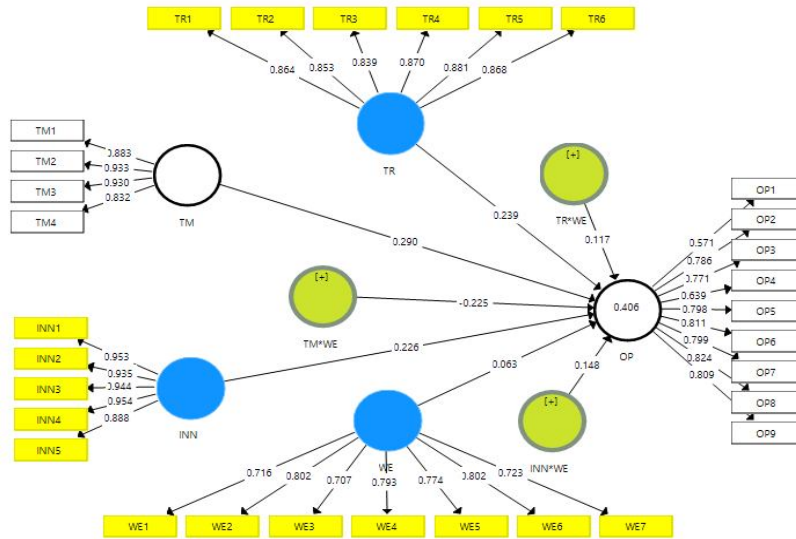 TR1 TR2 TR3 TR4 TR5 TR6
0.864 0.853 0.839 0.870 0.881 0.868
TR
TM1
TM2
TM3
TM4
0.883
0.933
0.930
0.832
TM
[+]
TR*WE
0.239
0.117
0.290
[+]
TM*WE
-0.225
0.226
0.063
0.148
0.406
OP
OP1
OP2
OP3
OP4
OP5
OP6
OP7
OP8
OP9
0.571
0.786
0.771
0.639
0.798
0.811
0.799
0.824
0.809
INN1
INN2
INN3
INN4
INN5
0.953
0.935
0.944
0.954
0.888
INN
[+]
INN*WE
WE
0.716 0.802 0.707 0.793 0.774 0.802 0.723
WE1 WE2 WE3 WE4 WE5 WE6 WE7